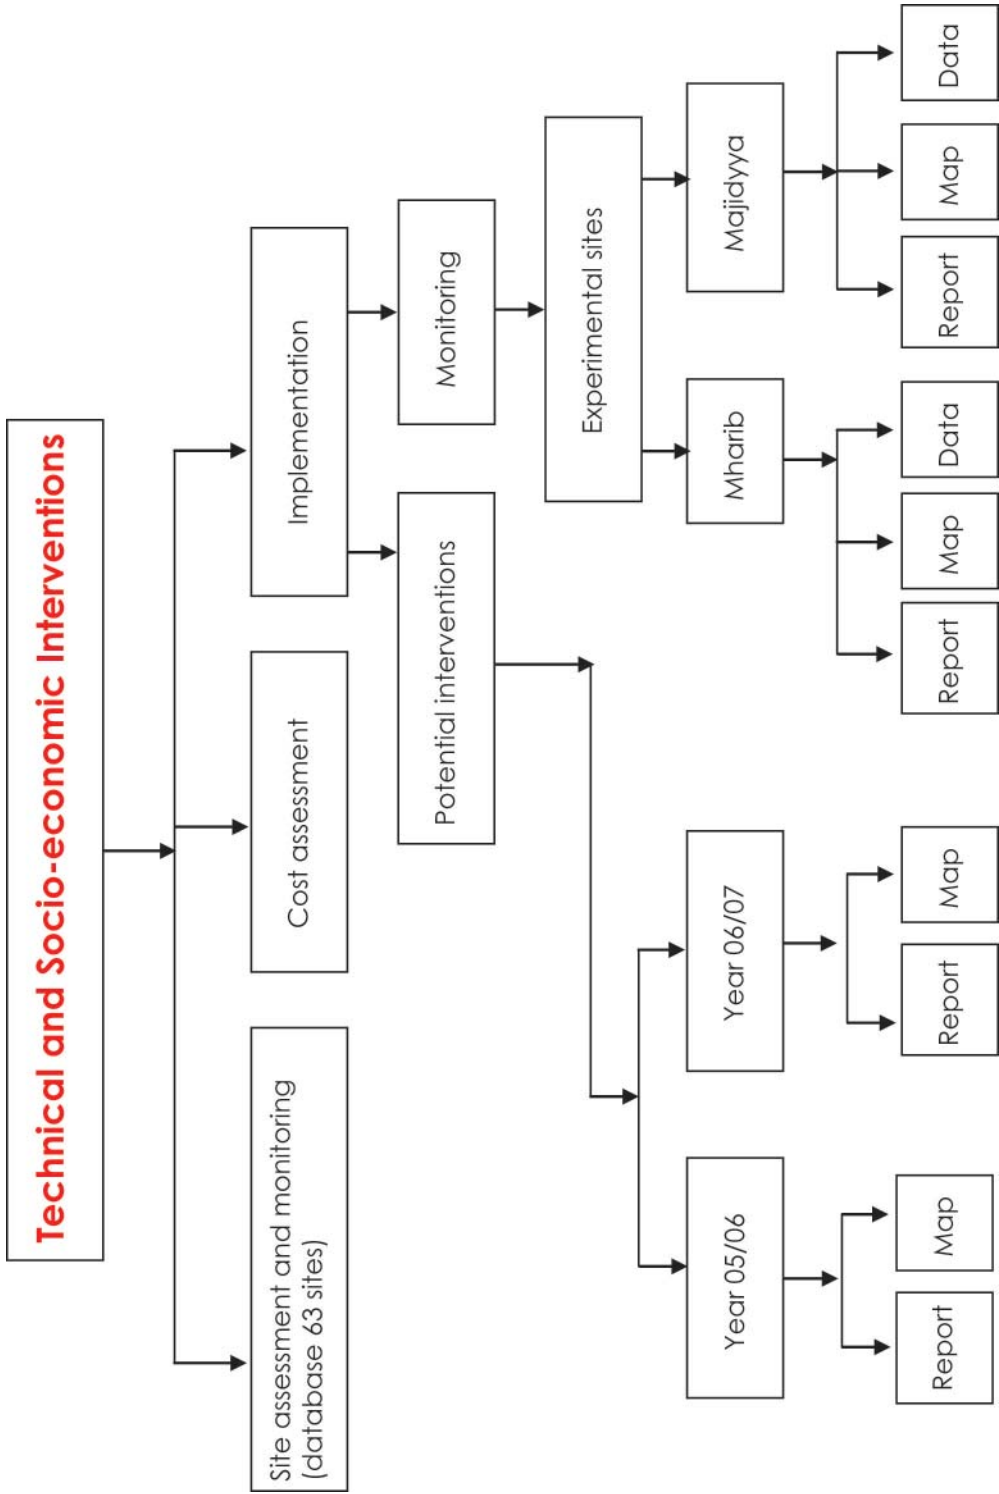 Technical and Socio-economic Interventions
Site assessment and monitoring
(database 63 sites)
Cost assessment
Implementation
Potential interventions
Monitoring
Experimental sites
Year 05/06
Year 06/07
Mharib
Majidyya
Report
Map
Report
Map
Report
Map
Data
Report
Map
Data